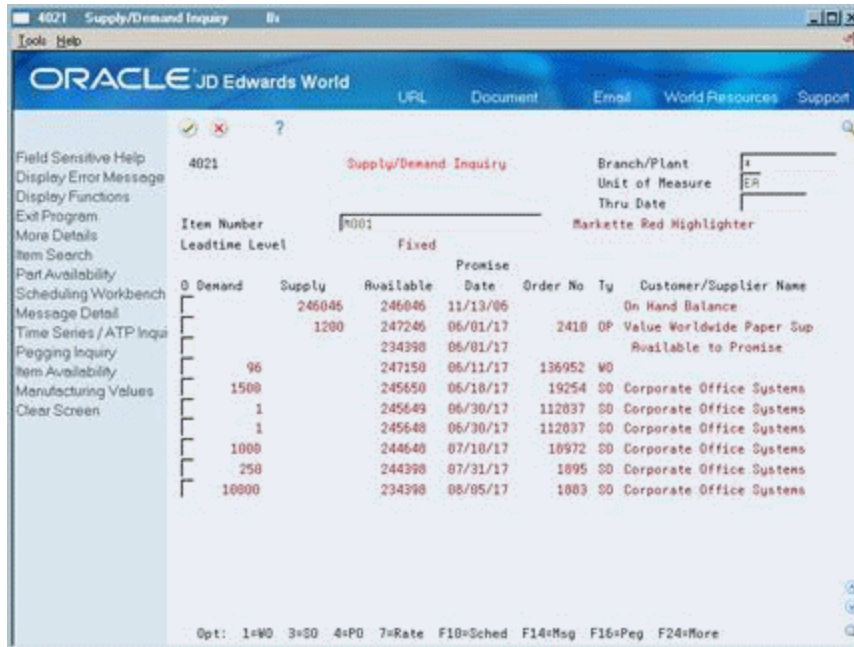 4021 Supply/Demand Inquiry
Tools Help
ORACLE JD Edwards World
URL Document Email World Resources Support
Field Sensitive Help
Display Error Message
Display Functions
Exit Program
More Details
Item Search
Part Availability
Scheduling Workbench
Message Detail
Time Series / ATP Inqui
Pegging Inquiry
Item Availability
Manufacturing Values
Clear Screen
?
4021 Supply/Demand Inquiry Branch/Plant *
Unit of Measure EA
Thru Date
Item Number M001 Markette Red Highlighter
Leadtime Level Fixed
Promise
O Demand Supply Available Date Order No Ty Customer/Supplier Name
246046 246046 11/13/06 On Hand Balance
1200 247246 06/01/17 2410 OP Value Worldwide Paper Sup
234398 06/01/17 Available to Promise
96 247150 06/11/17 136952 WO
1500 245650 06/18/17 19254 SO Corporate Office Systems
1 245649 06/30/17 112037 SO Corporate Office Systems
1 245648 06/30/17 112037 SO Corporate Office Systems
1000 244648 07/10/17 18972 SO Corporate Office Systems
250 244398 07/31/17 1895 SO Corporate Office Systems
10000 234398 08/05/17 1883 SO Corporate Office Systems
Opt: 1=WO 3=SO 4=PO 7=Rate F10=Sched F14=Msg F16=Peg F24=More